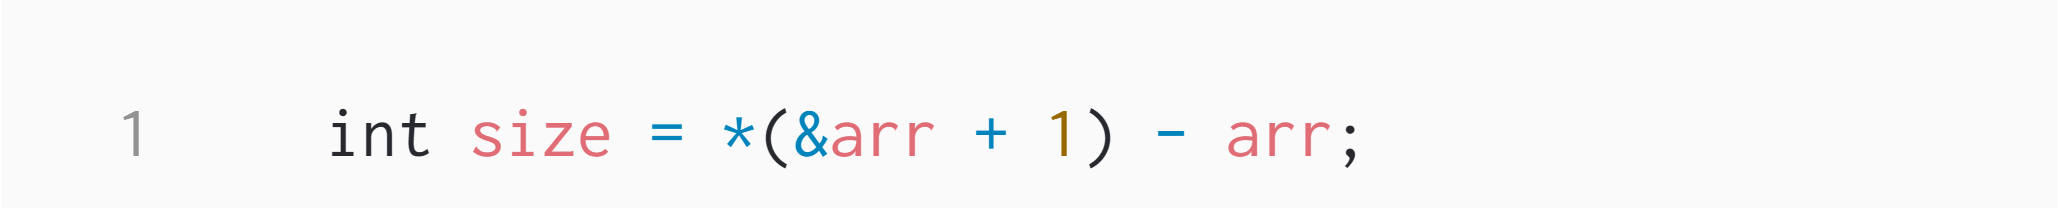 1 int size = *(&arr + 1) - arr;